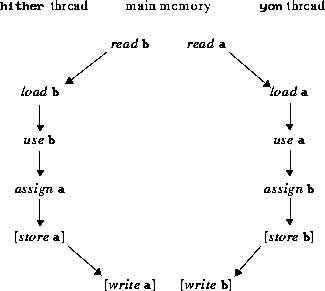 hither thread main memory yon thread
read b read a
load b load a
use b use a
assign a assign b
[store a] [store b]
[write a] [write b]